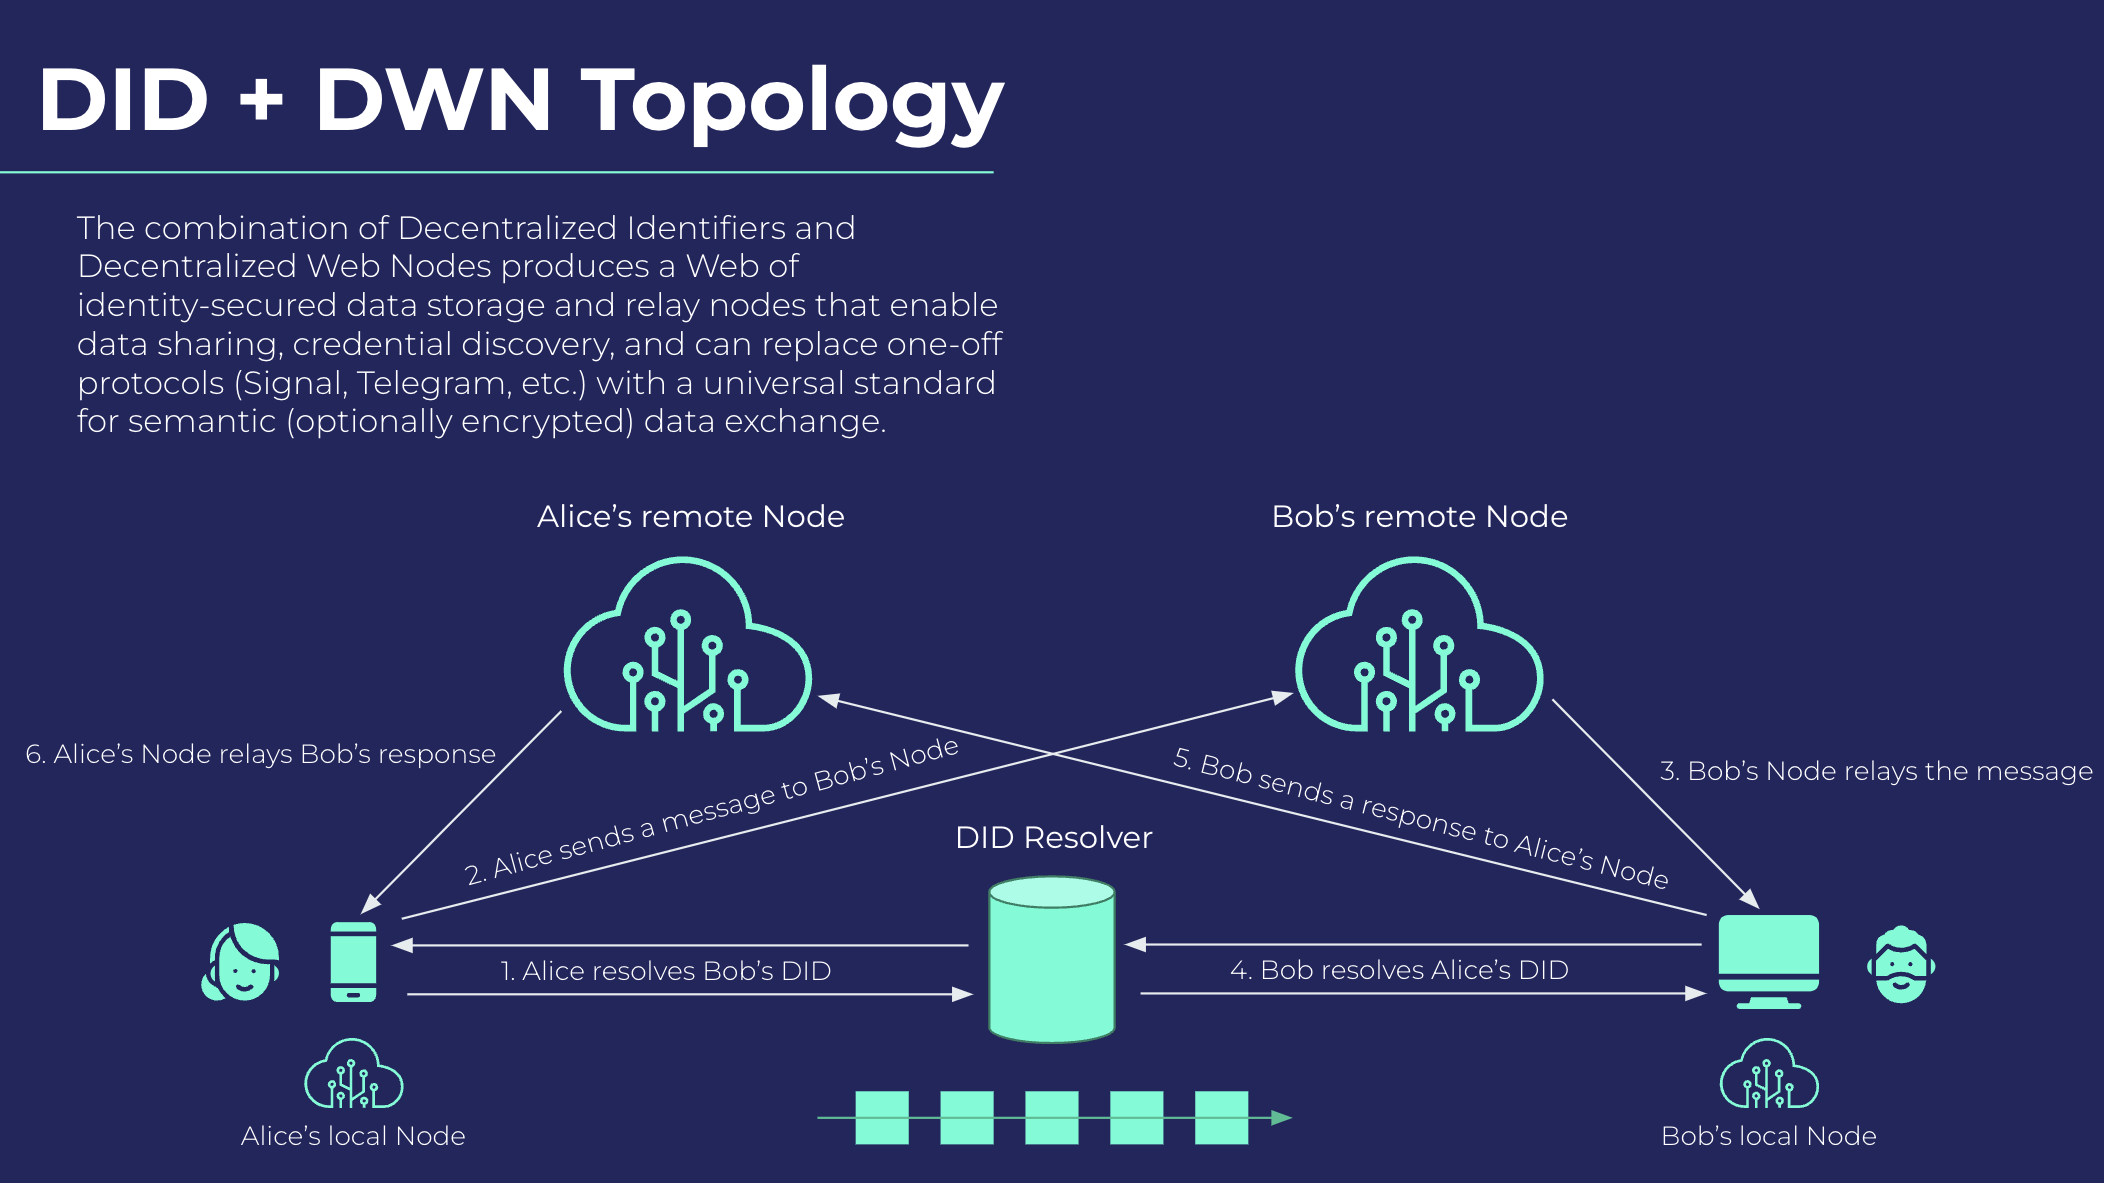 DID + DWN Topology
The combination of Decentralized Identifiers and
Decentralized Web Nodes produces a Web of
identity-secured data storage and relay nodes that enable
data sharing, credential discovery, and can replace one-off
protocols (Signal, Telegram, etc.) with a universal standard
for semantic (optionally encrypted) data exchange.
Alice’s remote Node
Bob’s remote Node
6. Alice’s Node relays Bob’s response
2. Alice sends a message to Bob’s Node
5. Bob sends a response to Alice’s Node
3. Bob’s Node relays the message
DID Resolver
1. Alice resolves Bob’s DID
4. Bob resolves Alice’s DID
Alice’s local Node
Bob’s local Node